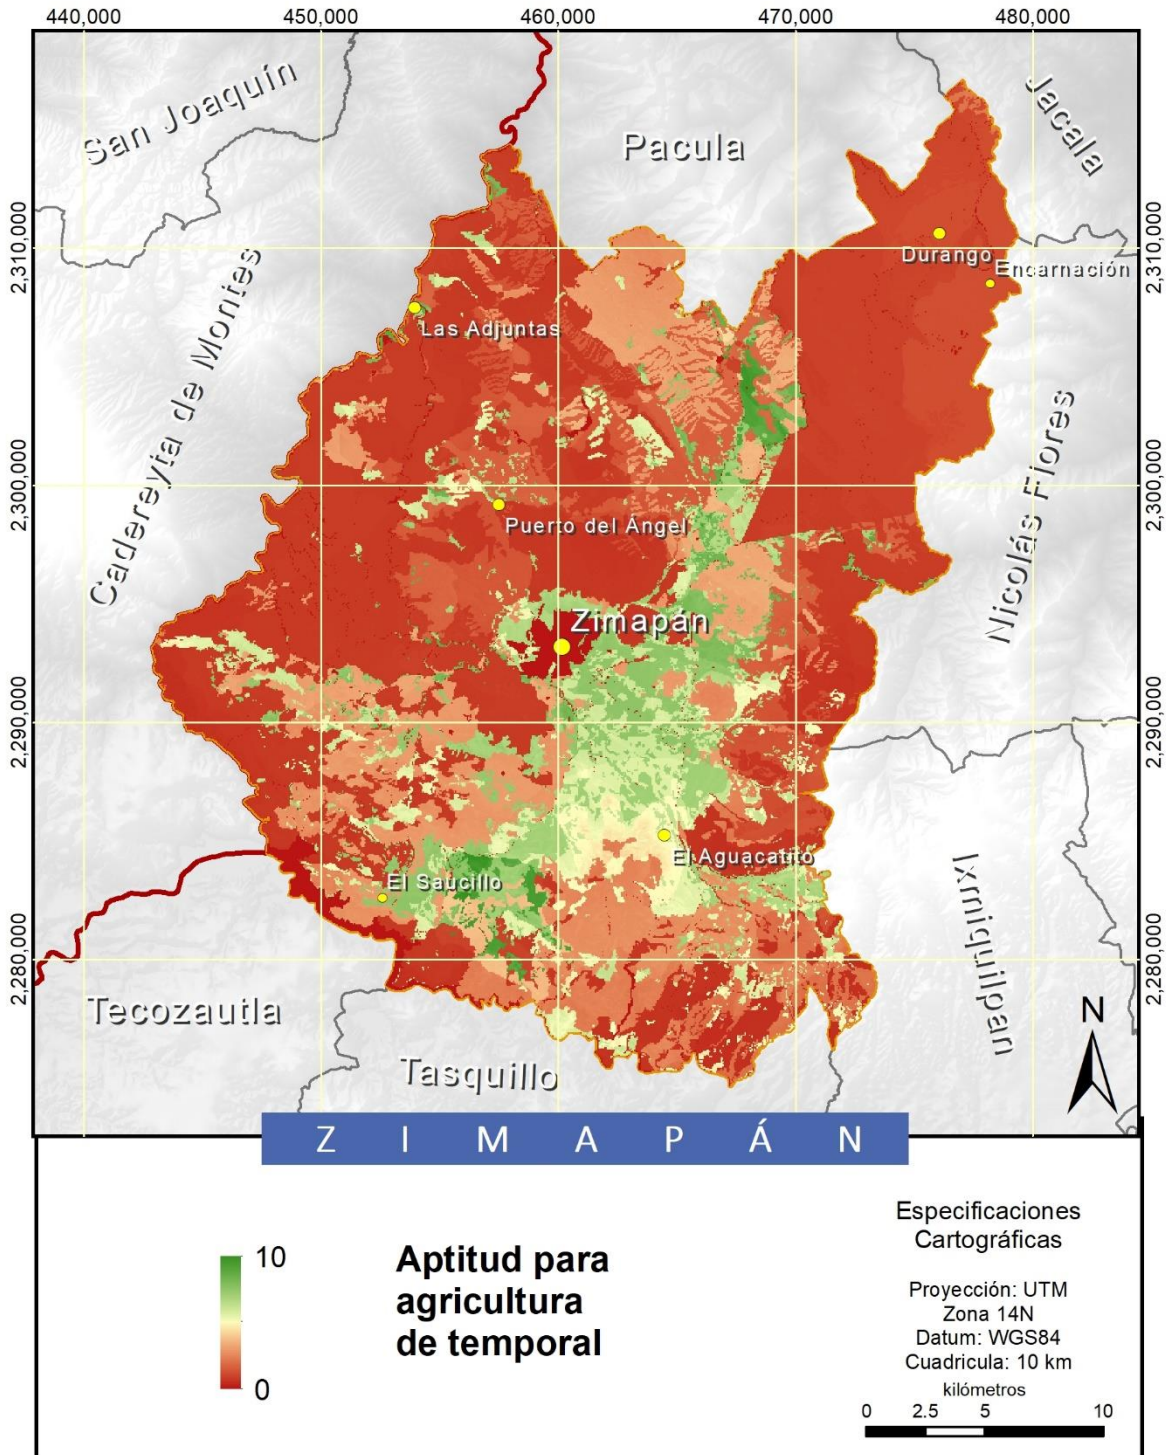 440,000
450,000
460,000
470,000
480,000
San Joaquín
Pacula
Jacala
2,310,000
2,310,000
Durango
Encarnación
Las Adjuntas
Cadereyta de Montes
Nicolás Flores
2,300,000
2,300,000
Puerto del Ángel
Zimapán
2,290,000
2,290,000
El Aguacatito
El Saucillo
Ixmiquilpan
2,280,000
2,280,000
Tecozautla
N
Tasquillo
Z I M A P Á N
Especificaciones
Cartográficas
10
0
Aptitud para
agricultura
de temporal
Proyección: UTM
Zona 14N
Datum: WGS84
Cuadricula: 10 km
kilómetros
0 2.5 5 10